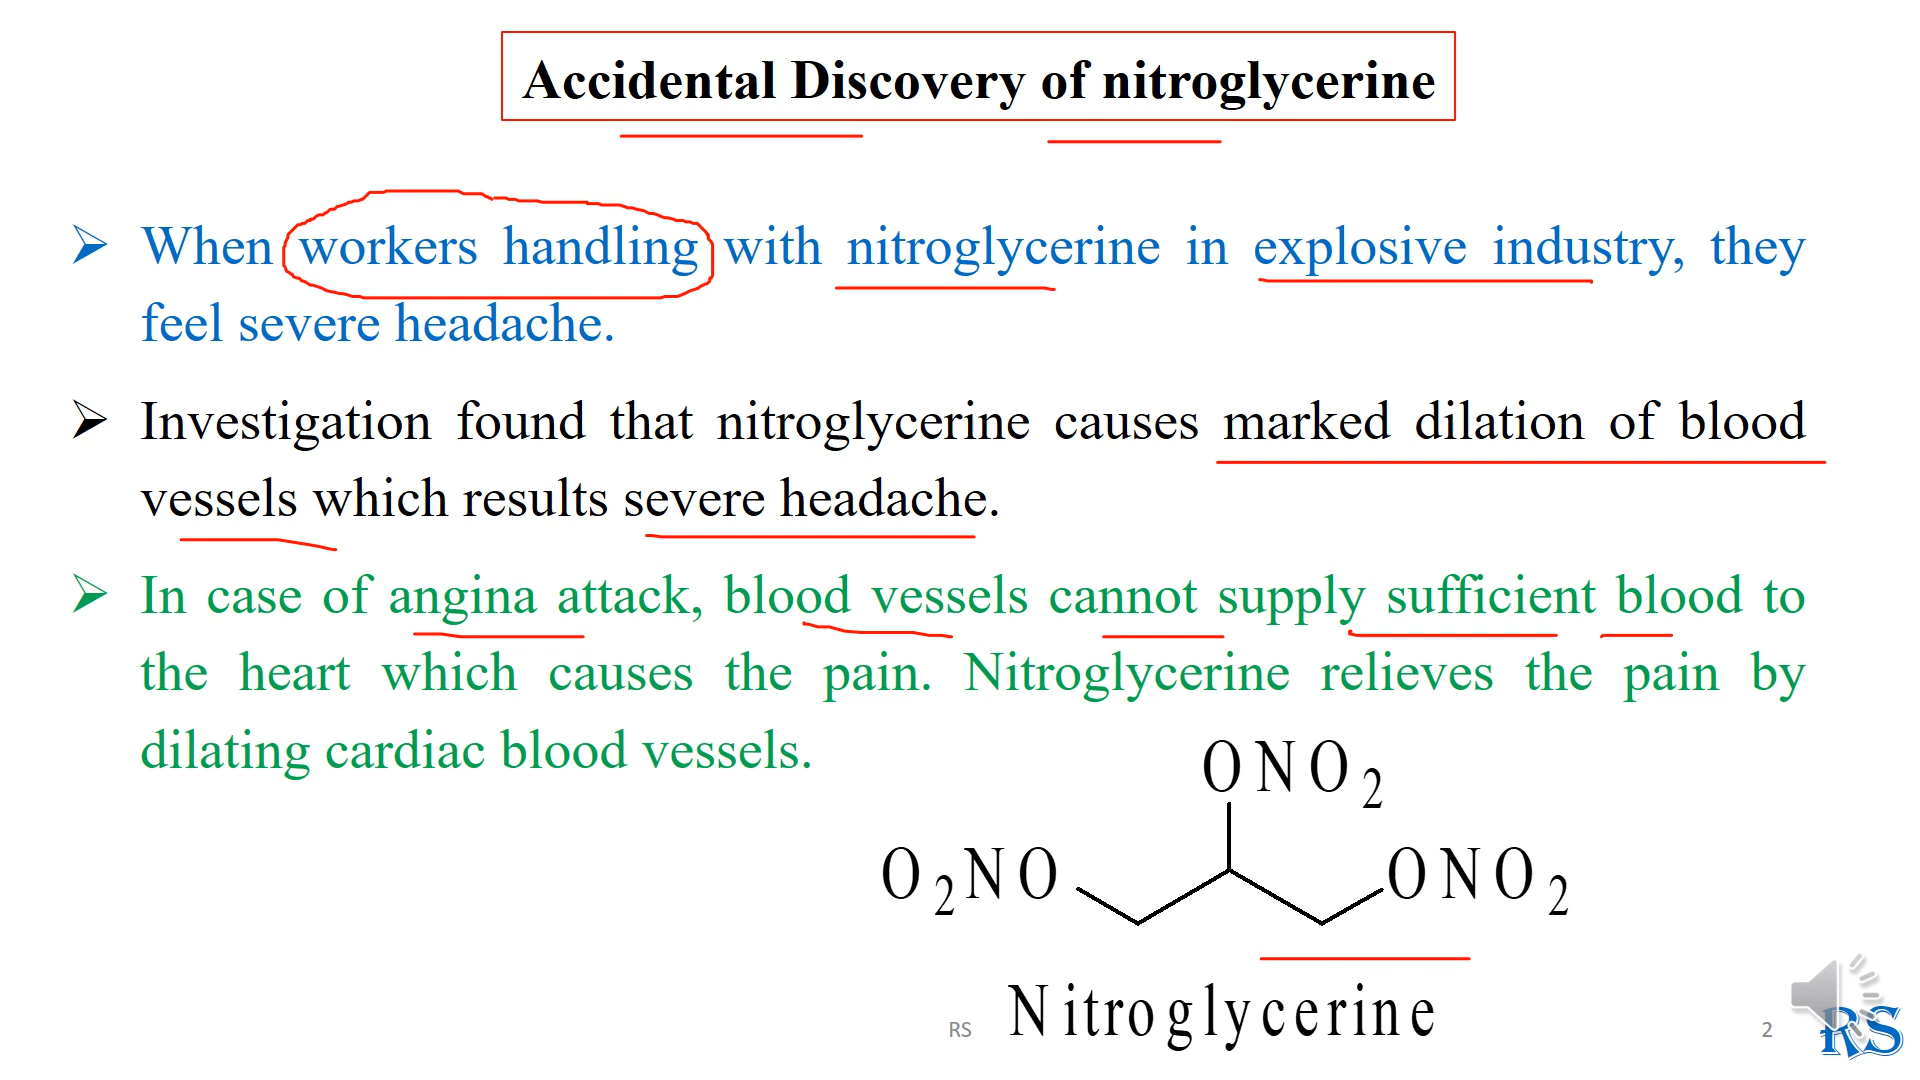 Accidental Discovery of nitroglycerine
➢ When workers handling with nitroglycerine in explosive industry, they
feel severe headache.
➢ Investigation found that nitroglycerine causes marked dilation of blood
vessels which results severe headache.
➢ In case of angina attack, blood vessels cannot supply sufficient blood to
the heart which causes the pain. Nitroglycerine relieves the pain by
dilating cardiac blood vessels.
ONO2
O2NO ONO2
Nitroglycerine
RS 2 RS